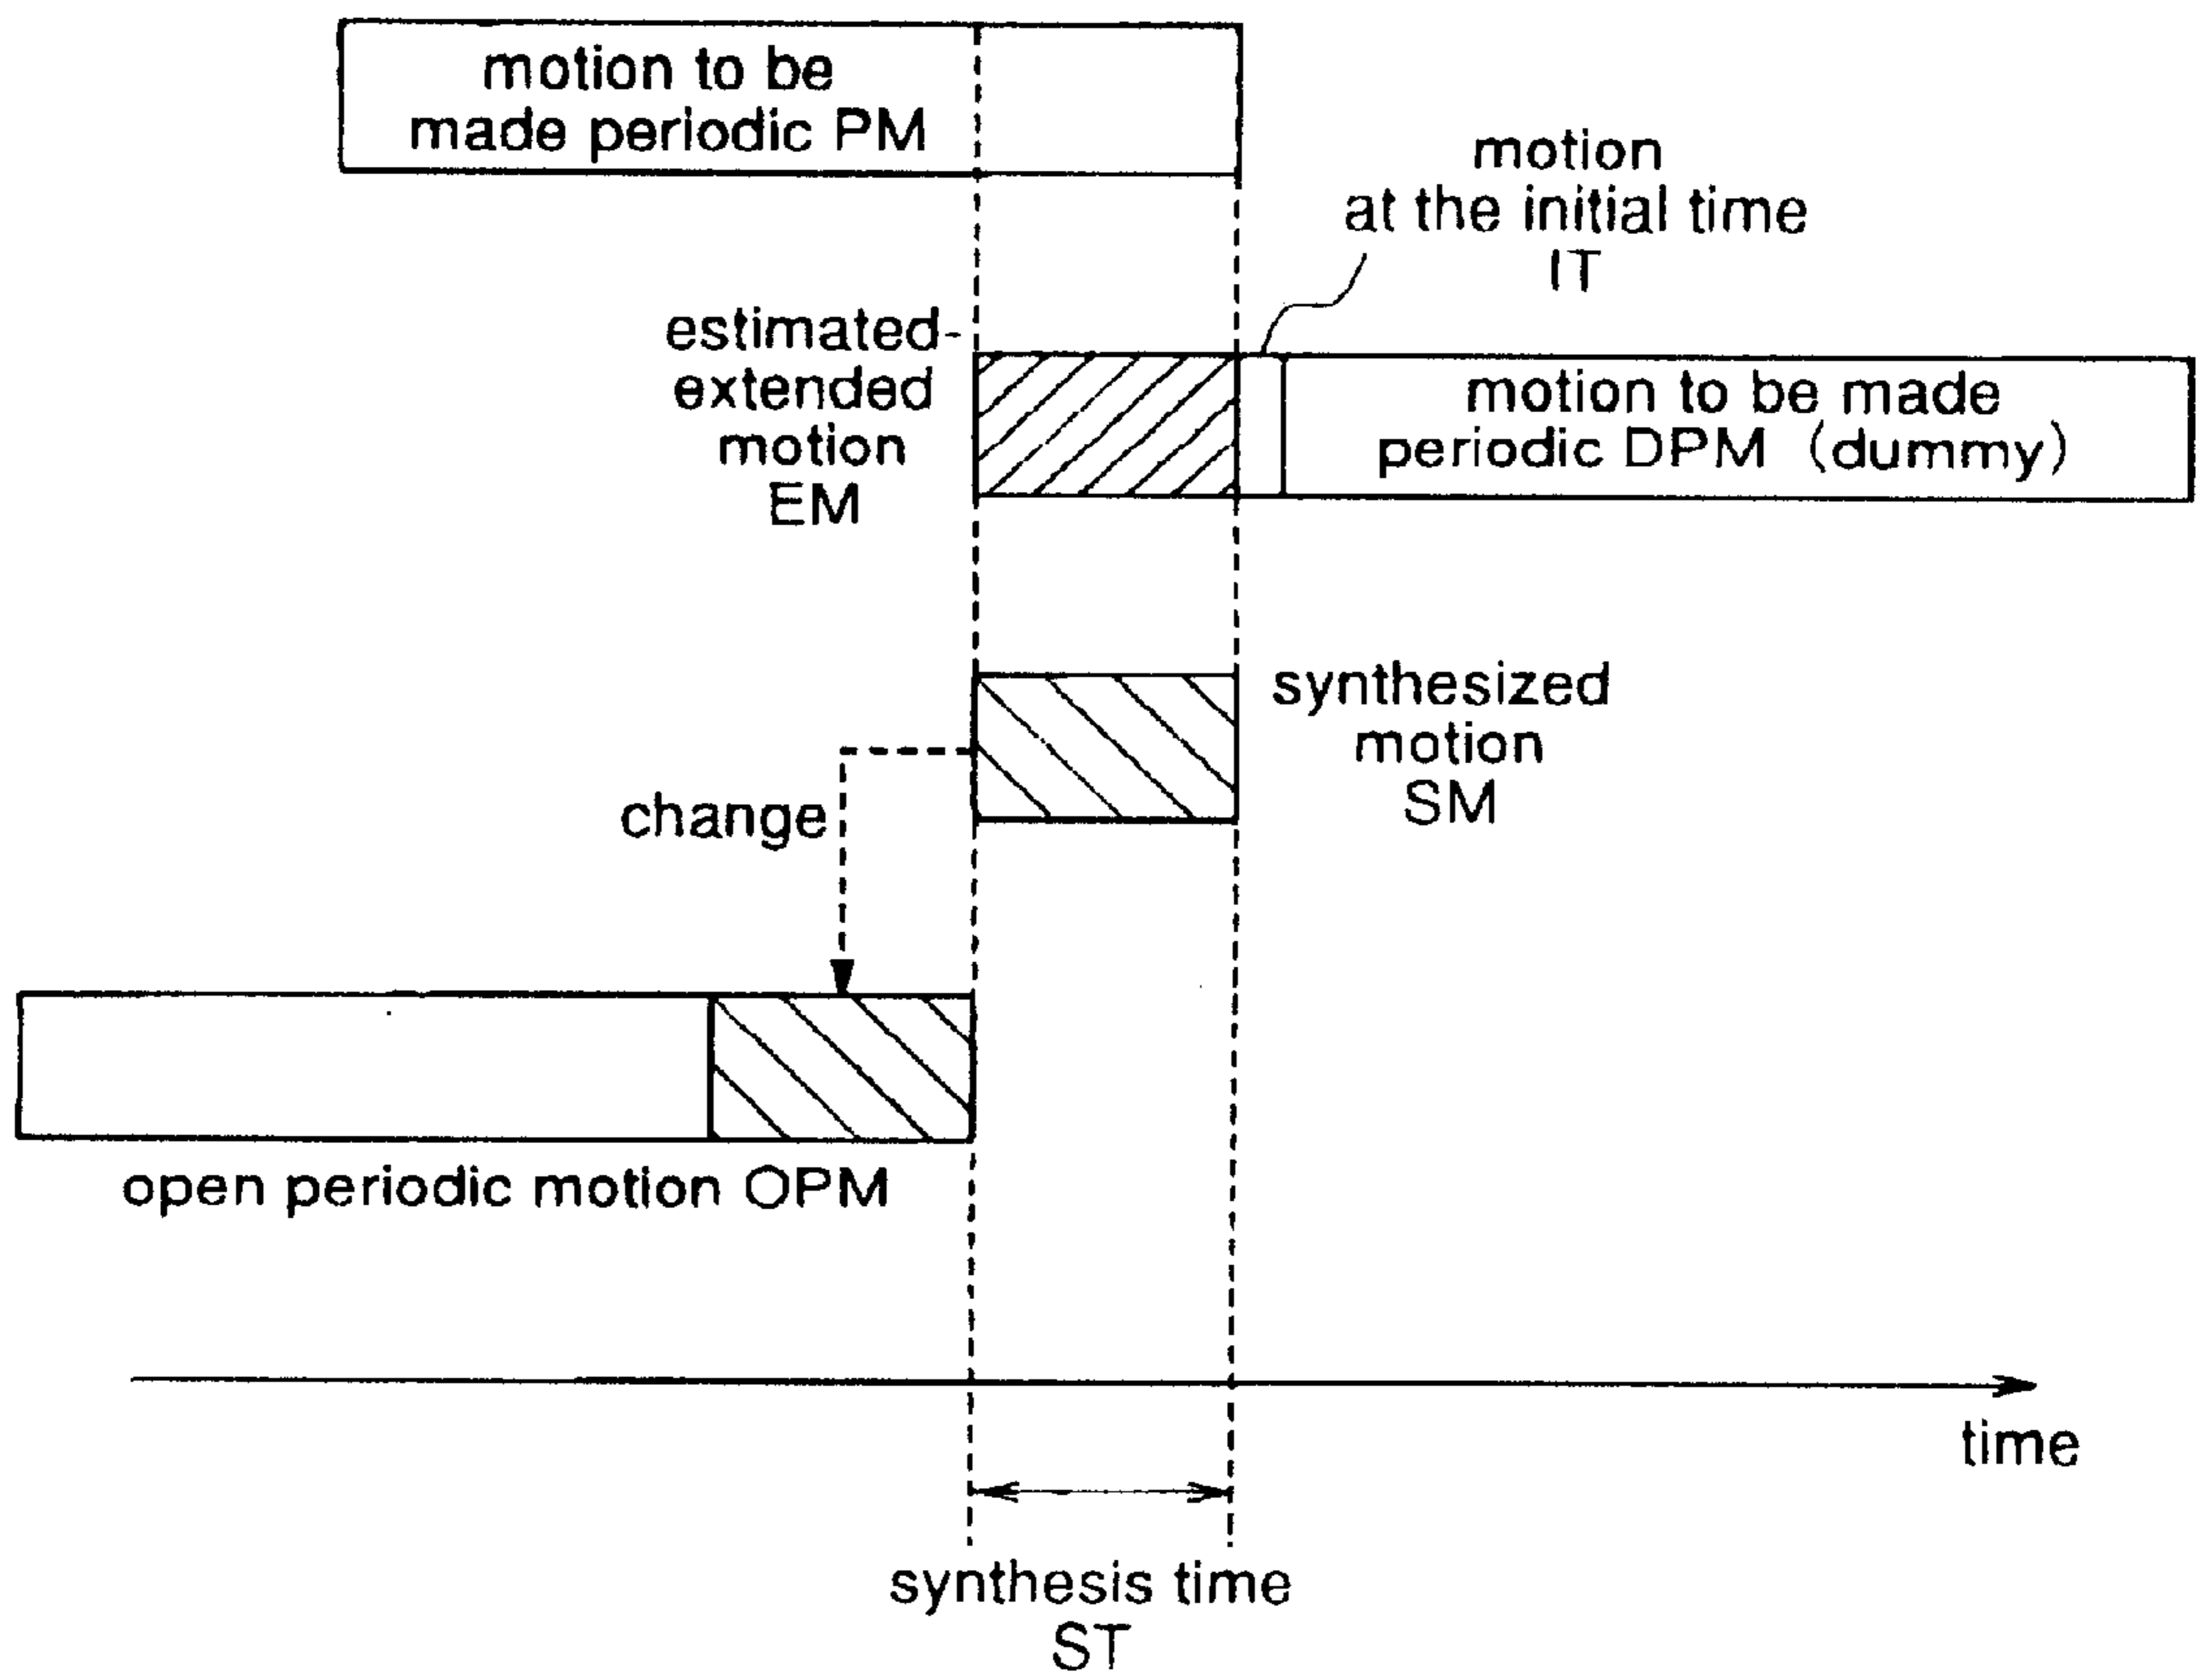 motion to be
made periodic PM
motion
at the initial time
IT
estimated-
extended
motion
EM
motion to be made
periodic DPM (dummy)
synthesized
motion
SM
change
open periodic motion OPM
time
synthesis time
ST